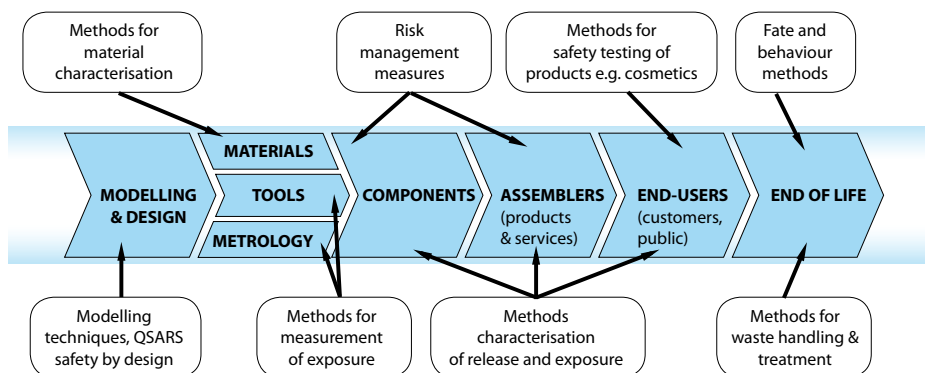 Methods for
material
characterisation
Risk
management
measures
Methods for
safety testing of
products e.g. cosmetics
Fate and
behaviour
methods
MODELLING
& DESIGN
MATERIALS
TOOLS
METROLOGY
COMPONENTS
ASSEMBLERS
(products
& services)
END-USERS
(customers,
public)
END OF LIFE
Modelling
techniques, QSARS
safety by design
Methods for
measurement
of exposure
Methods
characterisation
of release and exposure
Methods for
waste handling &
treatment